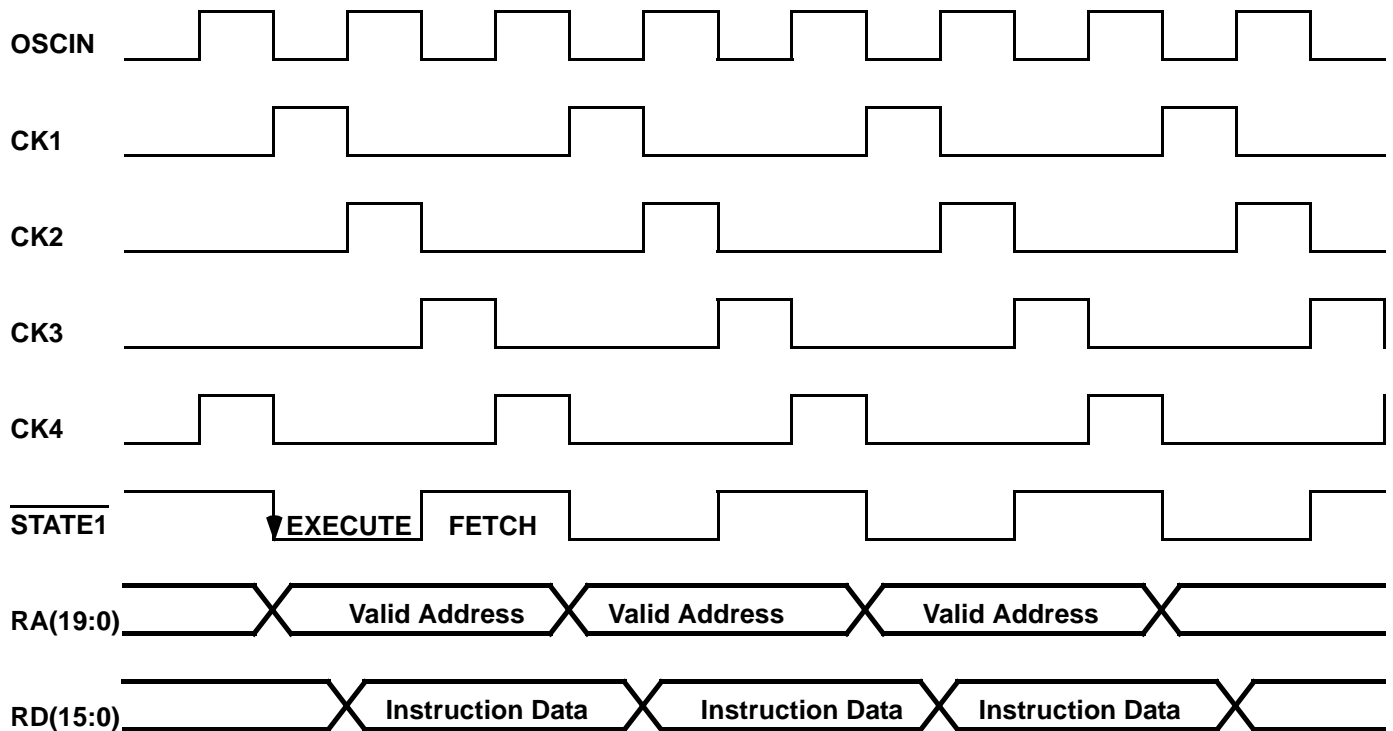 OSCIN
CK1
CK2
CK3
CK4
STATE1 EXECUTE FETCH
RA(19:0) Valid Address Valid Address Valid Address
RD(15:0) Instruction Data Instruction Data Instruction Data